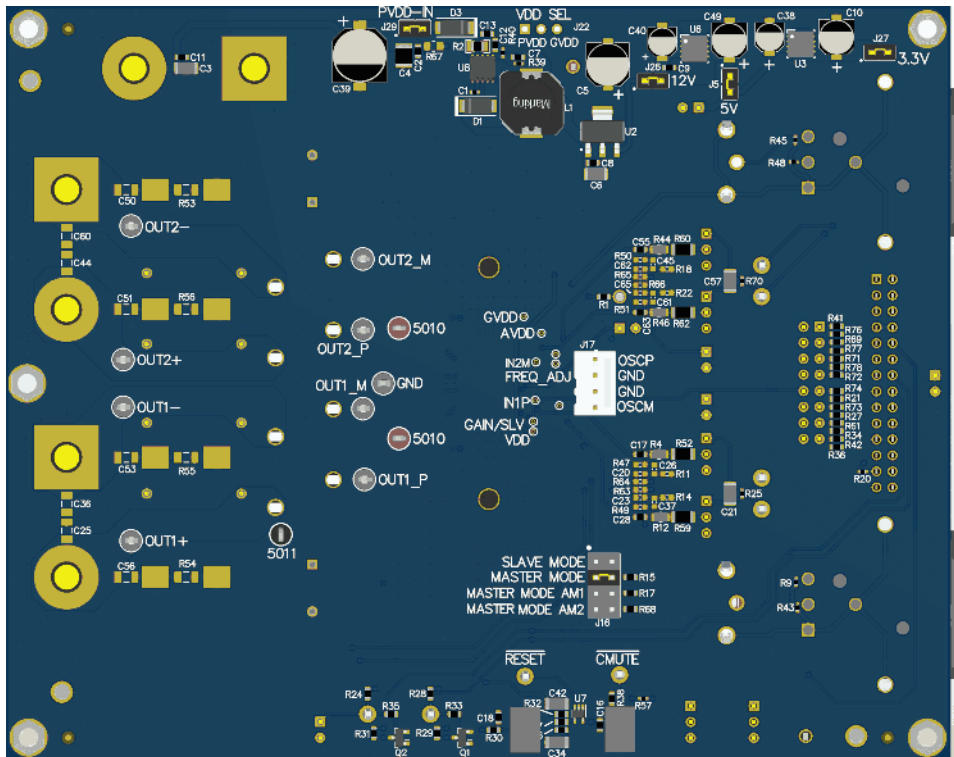 PVDD-IN
VDD SEL
J29
D3
C13
J22
C40
U6
C49
C38
C10
C11
C3
R2
C12
R40
PVDD GVDD
J27
3.3V
R67
C2
C4
C7
R39
U8
C9
U3
C39
C1
Marking
L1
C5
J26
12V
J5
5V
D1
U2
R45
C8
R48
C6
C50
R53
OUT2-
IC60
IC44
OUT2_M
C55
R44
R60
R50
C62
C45
R65
R18
C65
R66
C57
R70
R1
R22
C61
R51
R46
R62
C63
C51
R56
GVDD
AVDD
5010
OUT2_P
R41
R76
R69
R77
R71
R78
R72
R74
R21
R73
R27
R61
R34
R42
R36
R20
OUT2+
J17
OSCP
GND
GND
OSCM
IN2M
FREQ_ADJ
OUT1_M
GND
OUT1-
IN1P
GAIN/SLV
VDD
5010
C17
R4
R52
R47
C20
C26
R64
R11
R63
R14
C23
C37
R49
C28
R12
R59
C21
R25
C53
R55
OUT1_P
IC36
IC25
OUT1+
5011
C56
R54
SLAVE MODE
MASTER MODE
R15
MASTER MODE AM1
R17
MASTER MODE AM2
R68
J16
R9
R43
RESET
CMUTE
R24
R28
R35
R33
C18
R32
C42
U7
C16
R38
R57
R31
R29
R30
C34
Q2
Q1